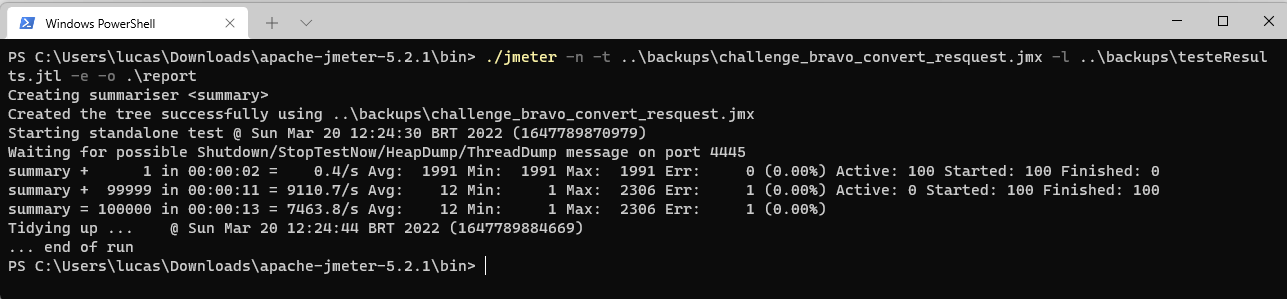 Windows PowerShell
PS C:\Users\lucas\Downloads\apache-jmeter-5.2.1\bin> ./jmeter -n -t ..\backups\challenge_bravo_convert_resquest.jmx -l ..\backups\testeResul
ts.jtl -e -o .\report
Creating summariser <summary>
Created the tree successfully using ..\backups\challenge_bravo_convert_resquest.jmx
Starting standalone test @ Sun Mar 20 12:24:30 BRT 2022 (1647789870979)
Waiting for possible Shutdown/StopTestNow/HeapDump/ThreadDump message on port 4445
summary +      1 in 00:00:02 =    0.4/s Avg:  1991 Min:  1991 Max:  1991 Err:     0 (0.00%) Active: 100 Started: 100 Finished: 0
summary +  99999 in 00:00:11 = 9110.7/s Avg:    12 Min:     1 Max:  2306 Err:     1 (0.00%) Active: 0 Started: 100 Finished: 100
summary = 100000 in 00:00:13 = 7463.8/s Avg:    12 Min:     1 Max:  2306 Err:     1 (0.00%)
Tidying up ...    @ Sun Mar 20 12:24:44 BRT 2022 (1647789884669)
... end of run
PS C:\Users\lucas\Downloads\apache-jmeter-5.2.1\bin>